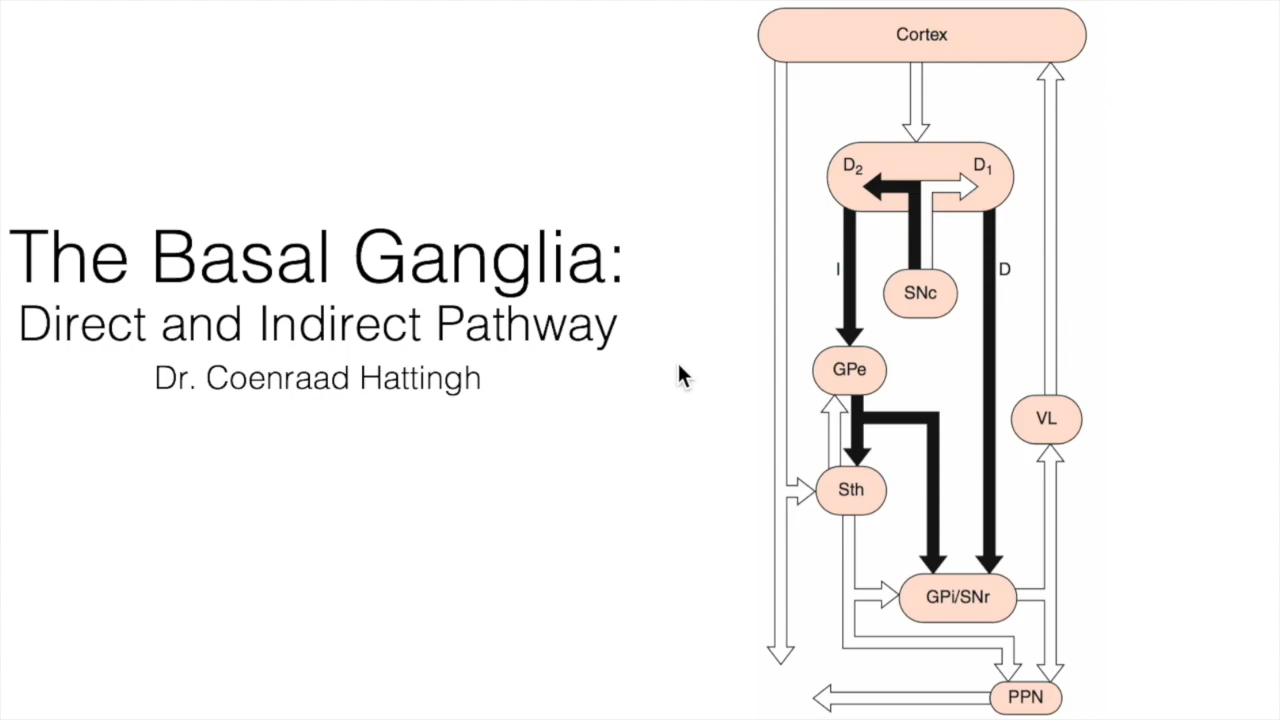 The Basal Ganglia:
Direct and Indirect Pathway
Dr. Coenraad Hattingh
Cortex
D₂
D₁
I
D
SNc
GPe
VL
Sth
GPi/SNr
PPN